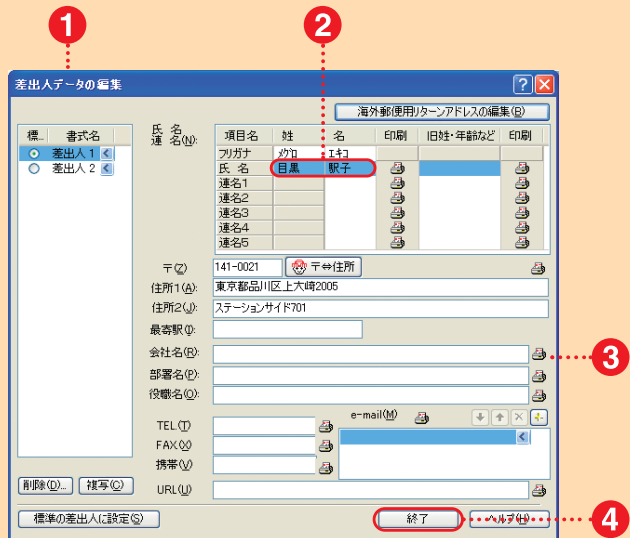 1 2
差出人データの編集
海外郵便用リターンアドレスの編集(B)
標... 書式名
差出人 1
差出人 2
氏 名
連 名(N):
項目名 姓 名 印刷 旧姓・年齢など 印刷
フリガナ メグロ エキコ
氏 名 目黒 駅子
連名1
連名2
連名3
連名4
連名5
〒(Z) 141-0021 〒⇔住所
住所1(A): 東京都品川区上大崎2005
住所2(J): ステーションサイド701
最寄駅(I):
会社名(R): 3
部署名(P):
役職名(O):
TEL(T) e-mail(M)
FAX(X)
携帯(V)
削除(D)... 複写(C) URL(U)
標準の差出人に設定(S) 終了 ヘルプ(H) 4